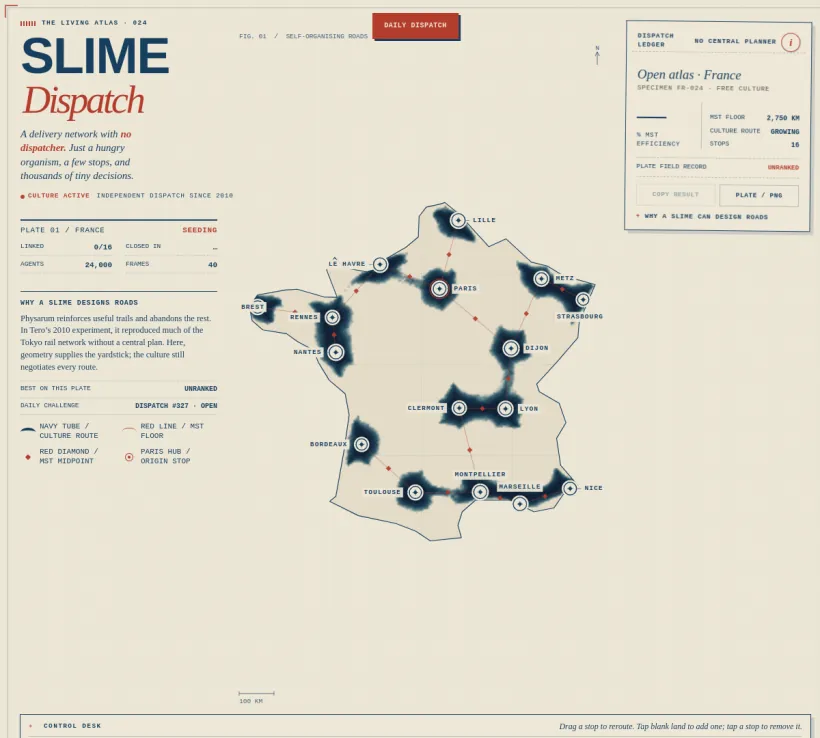 THE LIVING ATLAS · 024
SLIME
Dispatch
A delivery network with no
dispatcher. Just a hungry
organism, a few stops, and
thousands of tiny decisions.
CULTURE ACTIVE INDEPENDENT DISPATCH SINCE 2010
PLATE 01 / FRANCE SEEDING
LINKED 0/16 CLOSED IN …
AGENTS 24,000 FRAMES 40
WHY A SLIME DESIGNS ROADS
Physarum reinforces useful trails and abandons the rest.
In Tero's 2010 experiment, it reproduced much of the
Tokyo rail network without a central plan. Here,
geometry supplies the yardstick; the culture still
negotiates every route.
BEST ON THIS PLATE UNRANKED
DAILY CHALLENGE DISPATCH #327 · OPEN
NAVY TUBE /
CULTURE ROUTE
RED LINE / MST
FLOOR
RED DIAMOND /
MST MIDPOINT
PARIS HUB /
ORIGIN STOP
FIG. 01 / SELF-ORGANISING ROADS
DAILY DISPATCH
N
LILLE
LE HAVRE
PARIS
METZ
STRASBOURG
BREST
RENNES
NANTES
DIJON
CLERMONT
LYON
BORDEAUX
MONTPELLIER
TOULOUSE
MARSEILLE
NICE
100 KM
DISPATCH
LEDGER
NO CENTRAL PLANNER
i
Open atlas · France
SPECIMEN FR-024 · FREE CULTURE
—
% MST
EFFICIENCY
MST FLOOR 2,750 KM
CULTURE ROUTE GROWING
STOPS 16
PLATE FIELD RECORD UNRANKED
COPY RESULT
PLATE / PNG
+ WHY A SLIME CAN DESIGN ROADS
+ CONTROL DESK
Drag a stop to reroute. Tap blank land to add one; tap a stop to remove it.